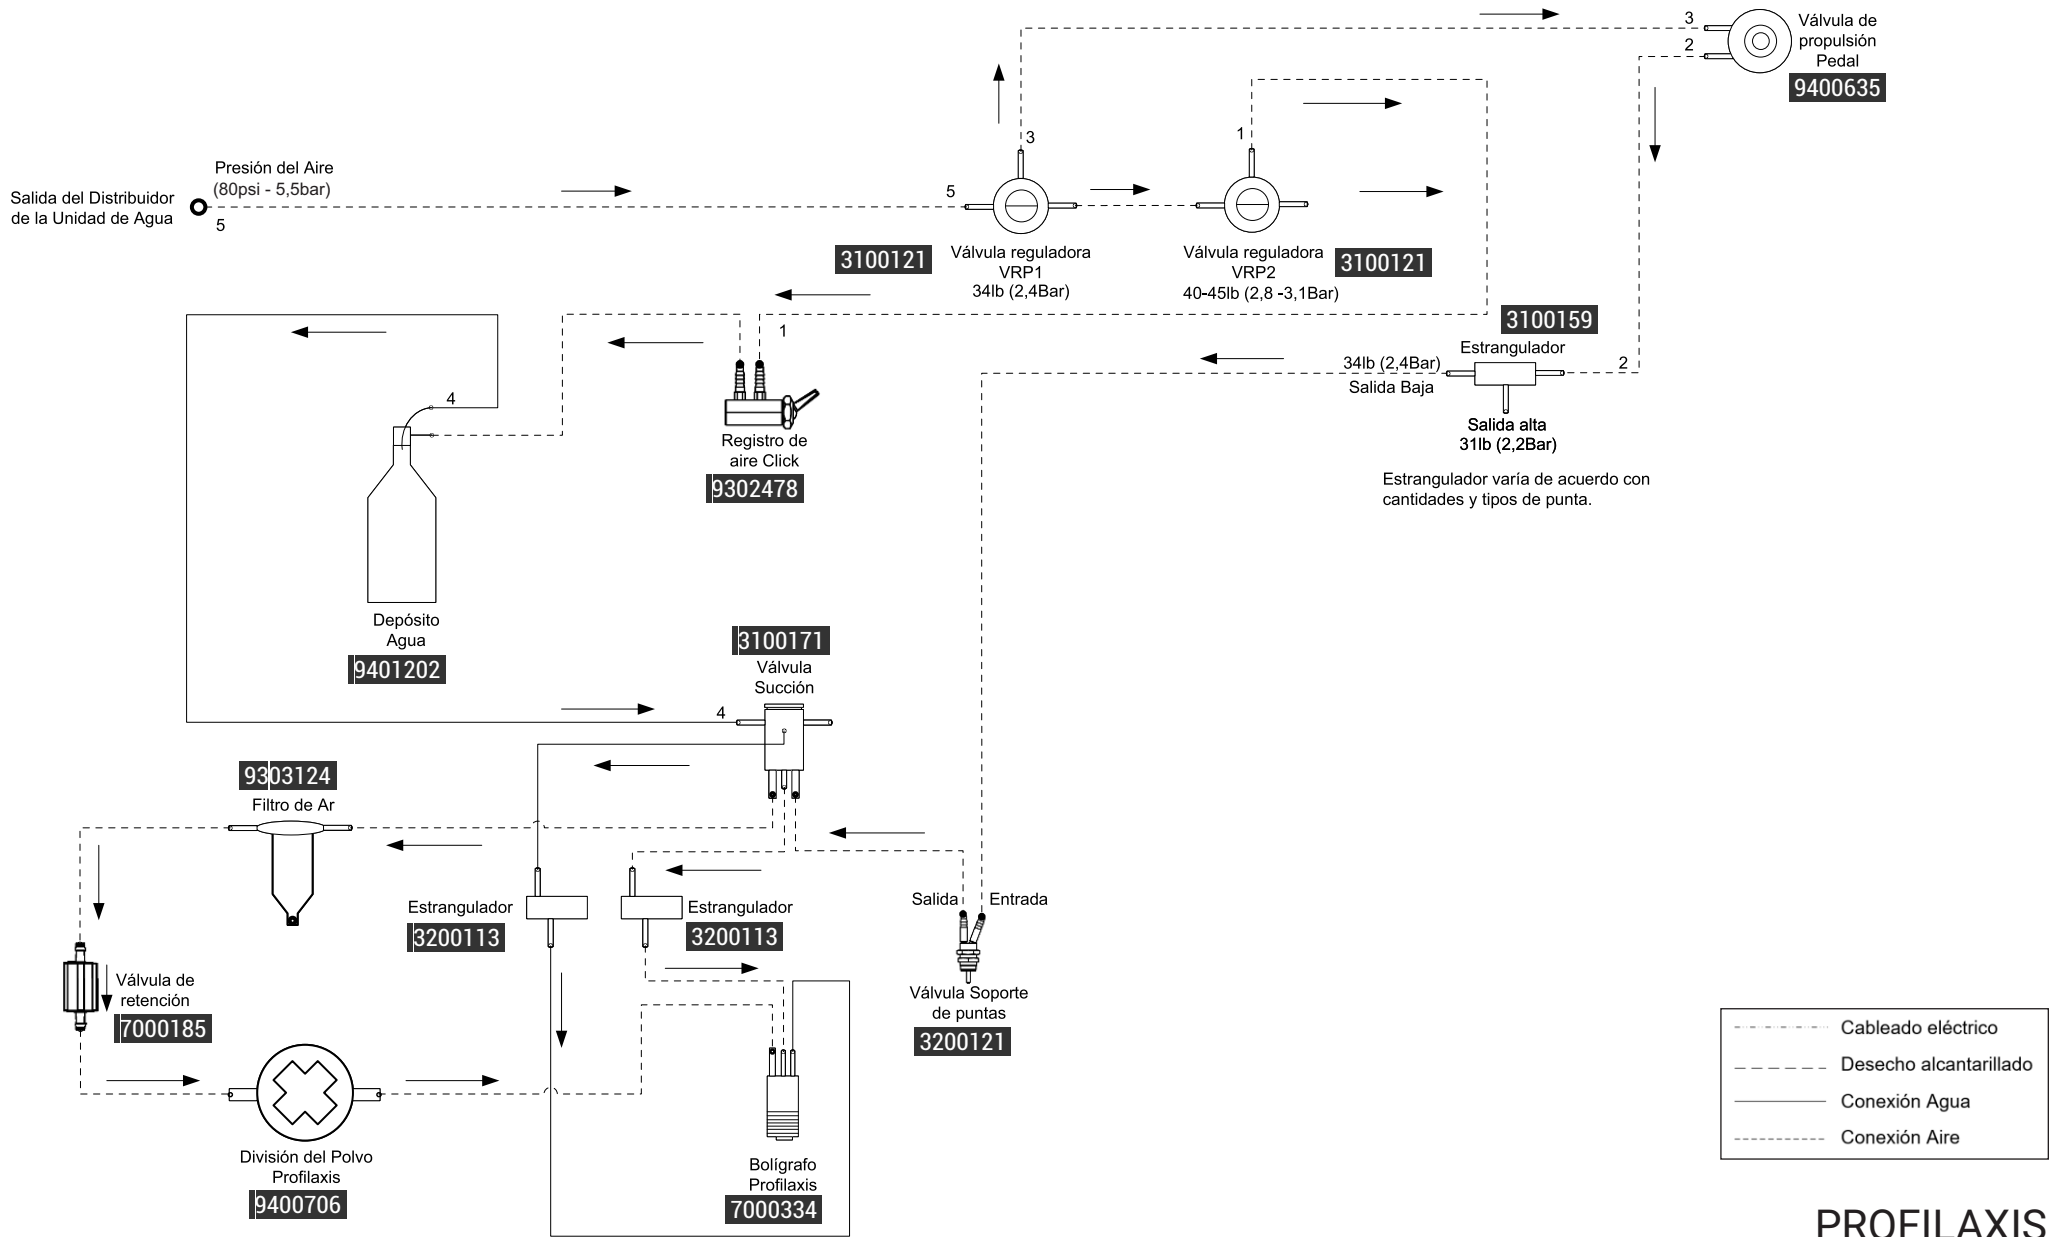 3
Válvula de
propulsión
Pedal
2
9400635
3
1
Presión del Aire
(80psi - 5,5bar)
Salida del Distribuidor
de la Unidad de Agua
5
5
3100121
Válvula reguladora
VRP1
34lb (2,4Bar)
Válvula reguladora
VRP2
40-45lb (2,8 -3,1Bar)
3100121
1
3100159
Estrangulador
34lb (2,4Bar)
Salida Baja
2
Salida alta
31lb (2,2Bar)
Estrangulador varía de acuerdo con
cantidades y tipos de punta.
4
Registro de
aire Click
9302478
Depósito
Agua
9401202
3100171
Válvula
Succión
4
9303124
Filtro de Ar
Estrangulador
3200113
Estrangulador
3200113
Salida
Entrada
Válvula de
retención
7000185
Válvula Soporte
de puntas
3200121
División del Polvo
Profilaxis
9400706
Bolígrafo
Profilaxis
7000334
Cableado eléctrico
Desecho alcantarillado
Conexión Agua
Conexión Aire
PROFILAXIS